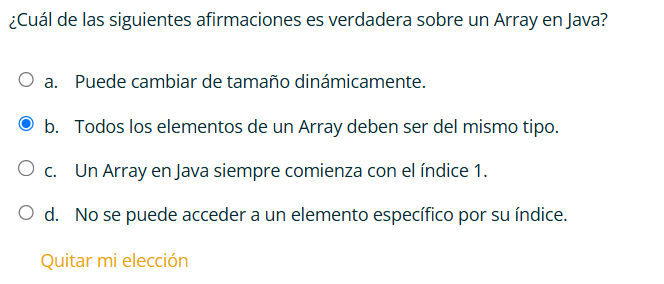 ¿Cuál de las siguientes afirmaciones es verdadera sobre un Array en Java?
a. Puede cambiar de tamaño dinámicamente.
b. Todos los elementos de un Array deben ser del mismo tipo.
c. Un Array en Java siempre comienza con el índice 1.
d. No se puede acceder a un elemento específico por su índice.
Quitar mi elección